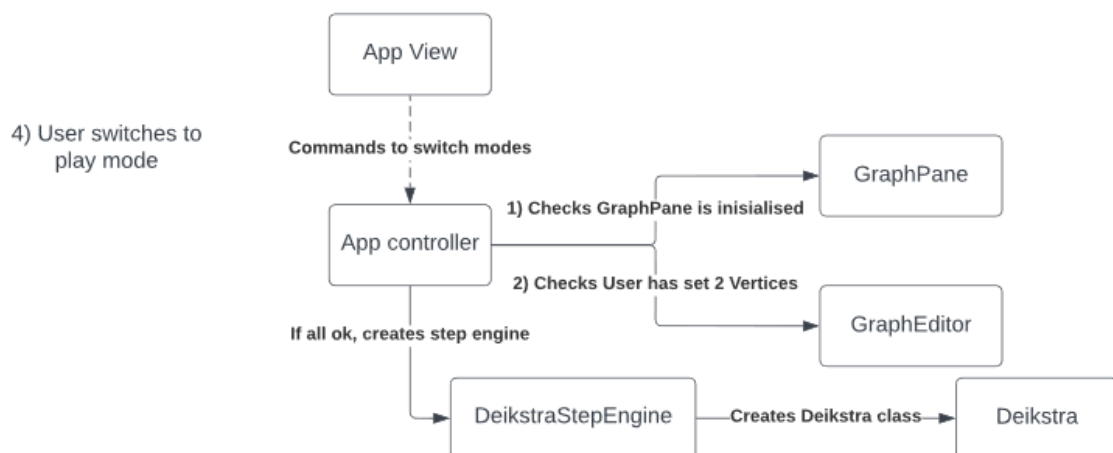 App View
4) User switches to
play mode
Commands to switch modes
GraphPane
1) Checks GraphPane is inisialised
App controller
2) Checks User has set 2 Vertices
GraphEditor
If all ok, creates step engine
DeikstraStepEngine
Creates Deikstra class
Deikstra